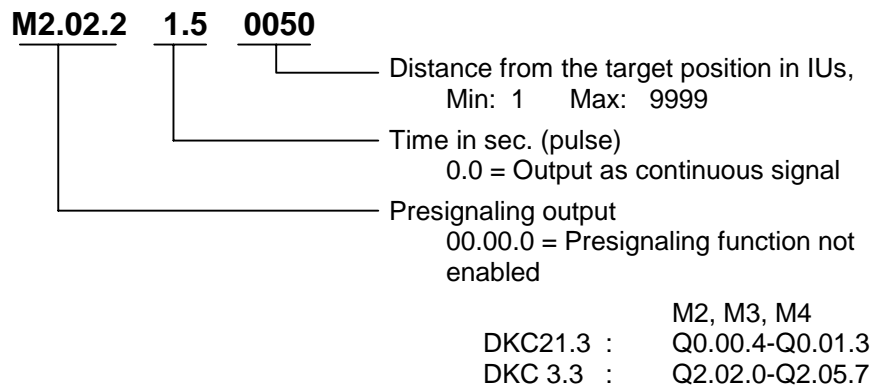 M2.02.2 1.5 0050
Distance from the target position in IUs,
Min: 1 Max: 9999
Time in sec. (pulse)
0.0 = Output as continuous signal
Presignaling output
00.00.0 = Presignaling function not
enabled
M2, M3, M4
DKC21.3 : Q0.00.4-Q0.01.3
DKC 3.3 : Q2.02.0-Q2.05.7